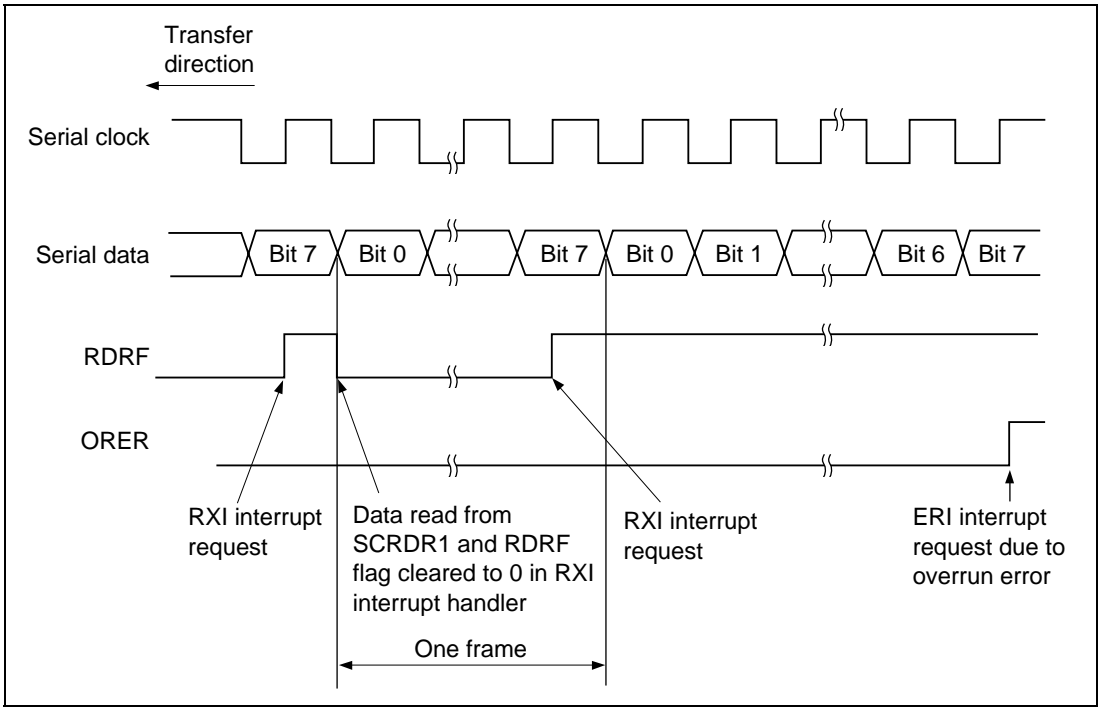 Transfer
direction
Serial clock
Serial data
Bit 7
Bit 0
Bit 7
Bit 0
Bit 1
Bit 6
Bit 7
RDRF
ORER
RXI interrupt
request
Data read from
SCRDR1 and RDRF
flag cleared to 0 in RXI
interrupt handler
RXI interrupt
request
ERI interrupt
request due to
overrun error
One frame